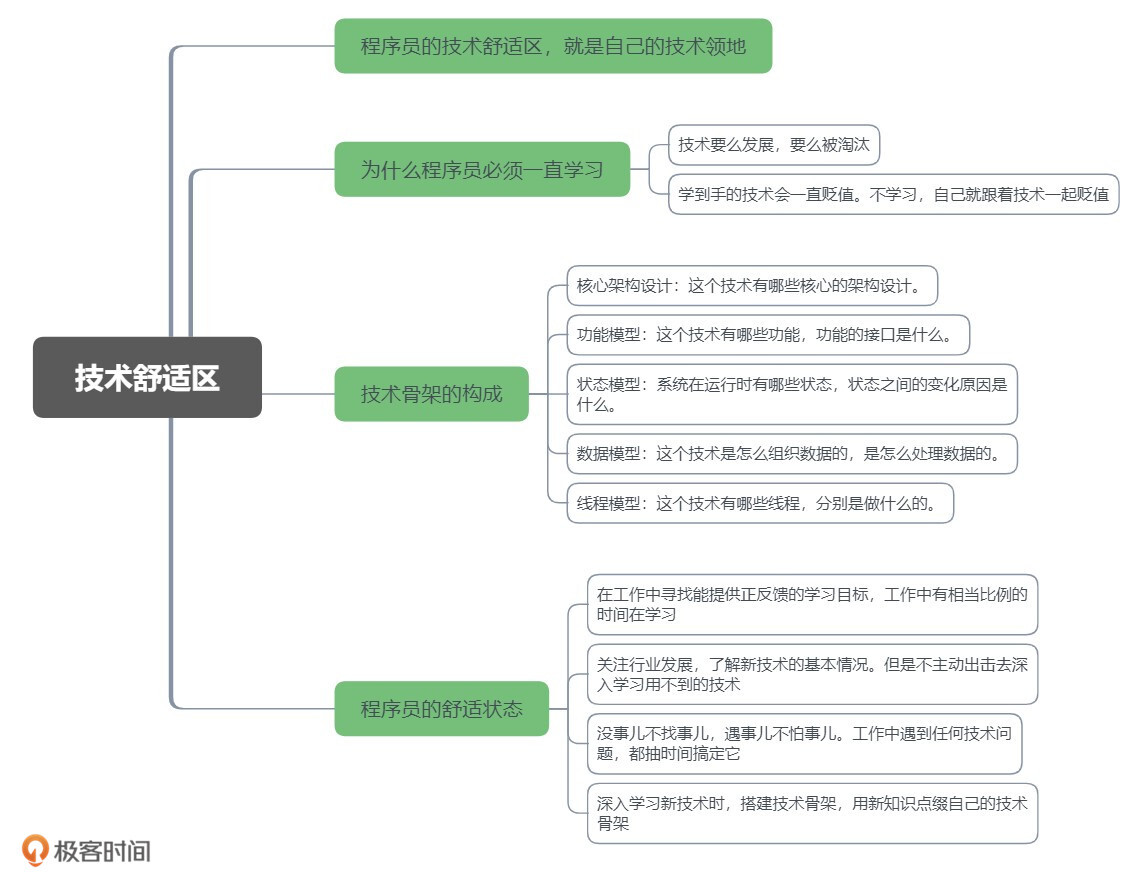 程序员的技术舒适区，就是自己的技术领地
为什么程序员必须一直学习
技术要么发展，要么被淘汰
学到手的技术会一直贬值。不学习，自己就跟着技术一起贬值
技术舒适区
技术骨架的构成
核心架构设计：这个技术有哪些核心的架构设计。
功能模型：这个技术有哪些功能，功能的接口是什么。
状态模型：系统在运行时有哪些状态，状态之间的变化原因是
什么。
数据模型：这个技术是怎么组织数据的，是怎么处理数据的。
线程模型：这个技术有哪些线程，分别是做什么的。
程序员的舒适状态
在工作中寻找能提供正反馈的学习目标，工作中有相当比例的
时间在学习
关注行业发展，了解新技术的基本情况。但是不主动出击去深
入学习用不到的技术
没事儿不找事儿，遇事儿不怕事儿。工作中遇到任何技术问
题，都抽时间搞定它
深入学习新技术时，搭建技术骨架，用新知识点缀自己的技术
骨架
极客时间